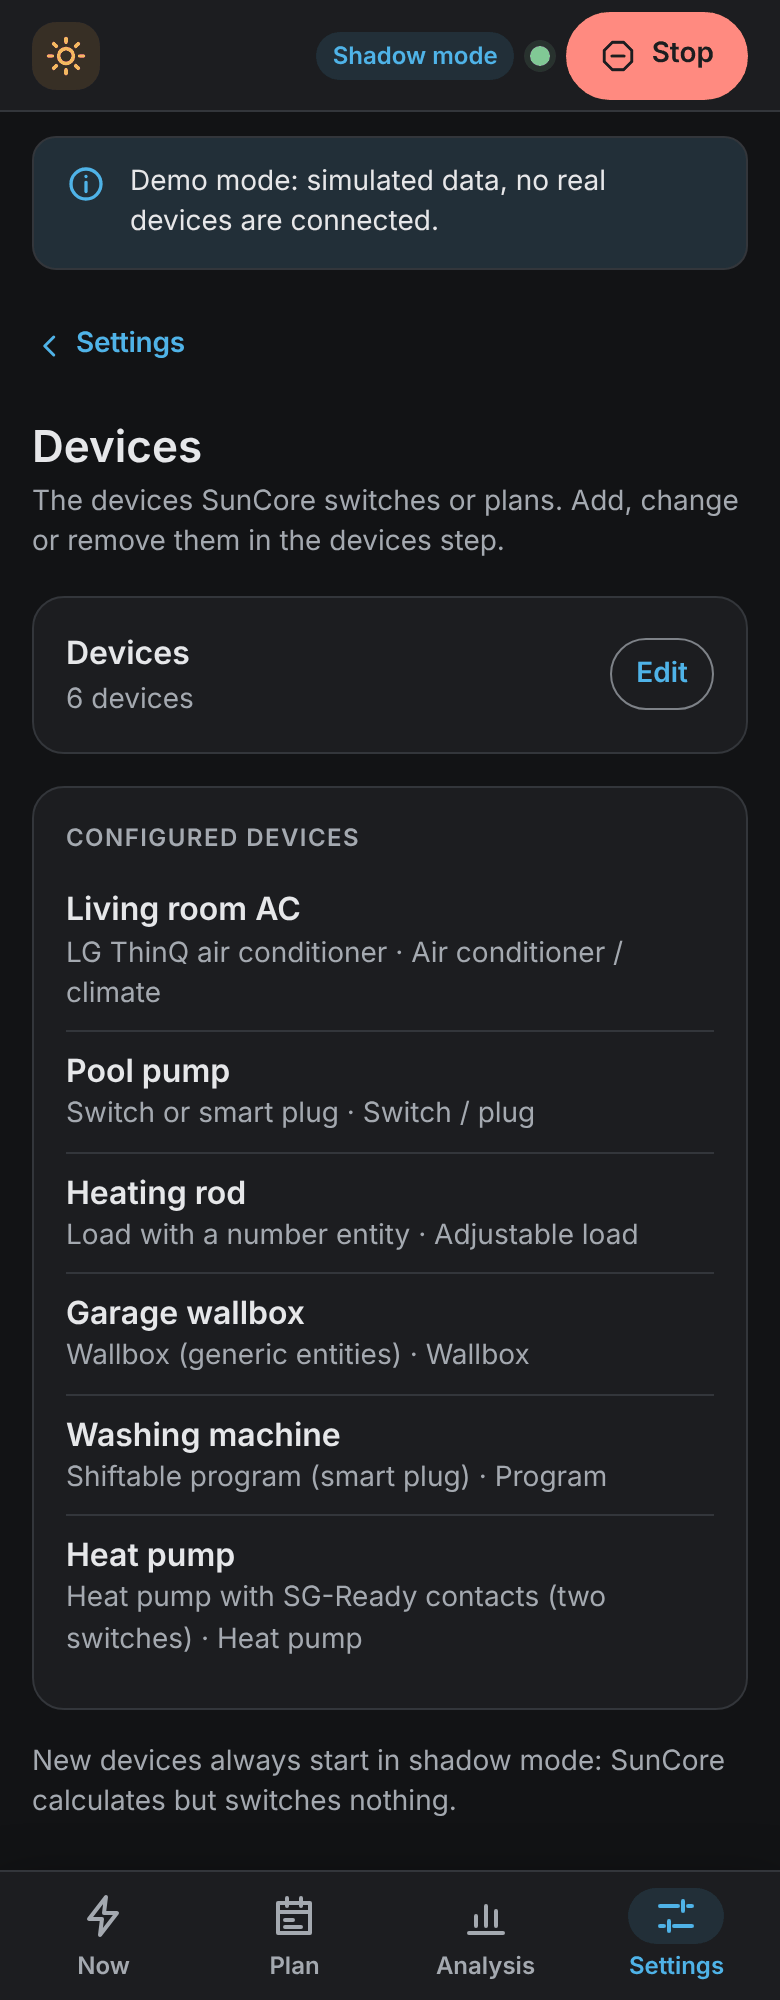 Shadow mode
Stop
Demo mode: simulated data, no real
devices are connected.
Settings
Devices
The devices SunCore switches or plans. Add, change
or remove them in the devices step.
Devices
6 devices
Edit
CONFIGURED DEVICES
Living room AC
LG ThinQ air conditioner · Air conditioner /
climate
Pool pump
Switch or smart plug · Switch / plug
Heating rod
Load with a number entity · Adjustable load
Garage wallbox
Wallbox (generic entities) · Wallbox
Washing machine
Shiftable program (smart plug) · Program
Heat pump
Heat pump with SG-Ready contacts (two
switches) · Heat pump
New devices always start in shadow mode: SunCore
calculates but switches nothing.
Now
Plan
Analysis
Settings